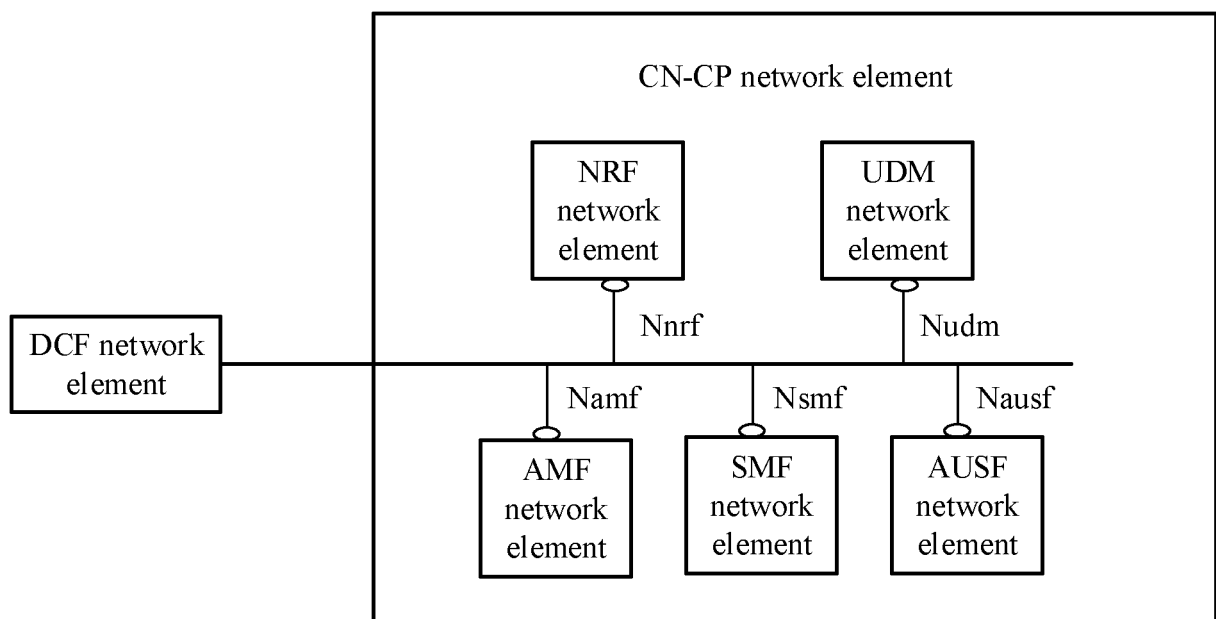 CN-CP network element
NRF
network
element
UDM
network
element
Nnrf
Nudm
DCF network
element
Namf
Nsmf
Nausf
AMF
network
element
SMF
network
element
AUSF
network
element